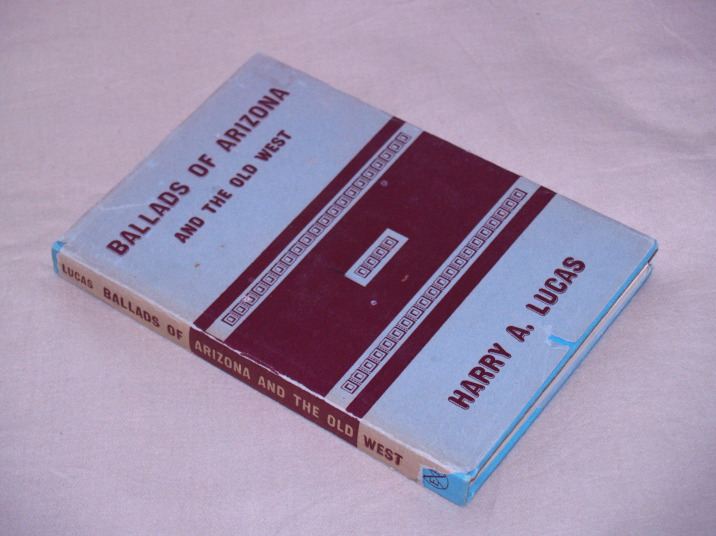 BALLADS OF ARIZONA
AND THE OLD WEST
HARRY A. LUCAS
LUCAS BALLADS OF ARIZONA AND THE OLD WEST